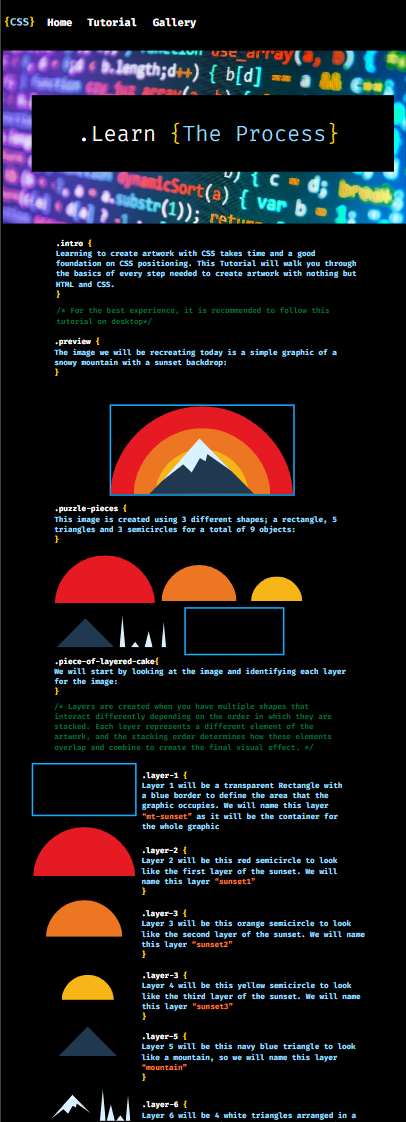 {CSS} Home Tutorial Gallery
function use_array(a,
b.length;d++) { b[d] == a && c
.Learn {The Process}
dynamicSort(a) { c = d; break
.substr(1)); return { var b
.intro {
Learning to create artwork with CSS takes time and a good
foundation on CSS positioning. This Tutorial will walk you through
the basics of every step needed to create artwork with nothing but
HTML and CSS.
}
/* For the best experience, it is recommended to follow this
tutorial on desktop*/
.preview {
The image we will be recreating today is a simple graphic of a
snowy mountain with a sunset backdrop:
}
.puzzle-pieces {
This image is created using 3 different shapes; a rectangle, 5
triangles and 3 semicircles for a total of 9 objects:
}
.piece-of-layered-cake{
We will start by looking at the image and identifying each layer
for the image:
}
/* Layers are created when you have multiple shapes that
interact differently depending on the order in which they are
stacked. Each layer represents a different element of the
artwork, and the stacking order determines how these elements
overlap and combine to create the final visual effect. */
.layer-1 {
Layer 1 will be a transparent Rectangle with
a blue border to define the area that the
graphic occupies. We will name this layer
"mt-sunset" as it will be the container for
the whole graphic
.layer-2 {
Layer 2 will be this red semicircle to look
like the first layer of the sunset. We will
name this layer "sunset1"
}
.layer-3 {
Layer 3 will be this orange semicircle to look
like the second layer of the sunset. We will name
this layer "sunset2"
}
.layer-3 {
Layer 4 will be this yellow semicircle to look
like the third layer of the sunset. We will name
this layer "sunset3"
}
.layer-5 {
Layer 5 will be this navy blue triangle to look
like a mountain, so we will name this layer
"mountain"
}
.layer-6 {
Layer 6 will be 4 white triangles arranged in a